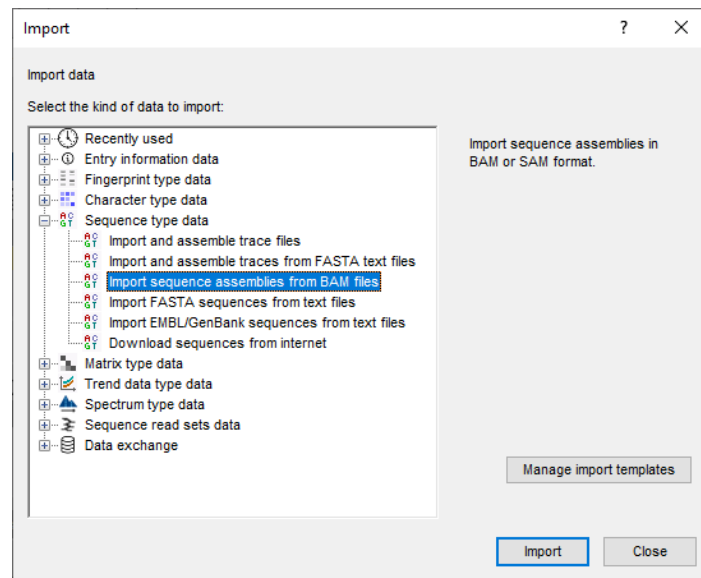 Import
Import data
Select the kind of data to import:
Recently used
Entry information data
Fingerprint type data
Character type data
Sequence type data
Import and assemble trace files
Import and assemble traces from FASTA text files
Import sequence assemblies from BAM files
Import FASTA sequences from text files
Import EMBL/GenBank sequences from text files
Download sequences from internet
Matrix type data
Trend data type data
Spectrum type data
Sequence read sets data
Data exchange
Import sequence assemblies in
BAM or SAM format.
Manage import templates
Import
Close